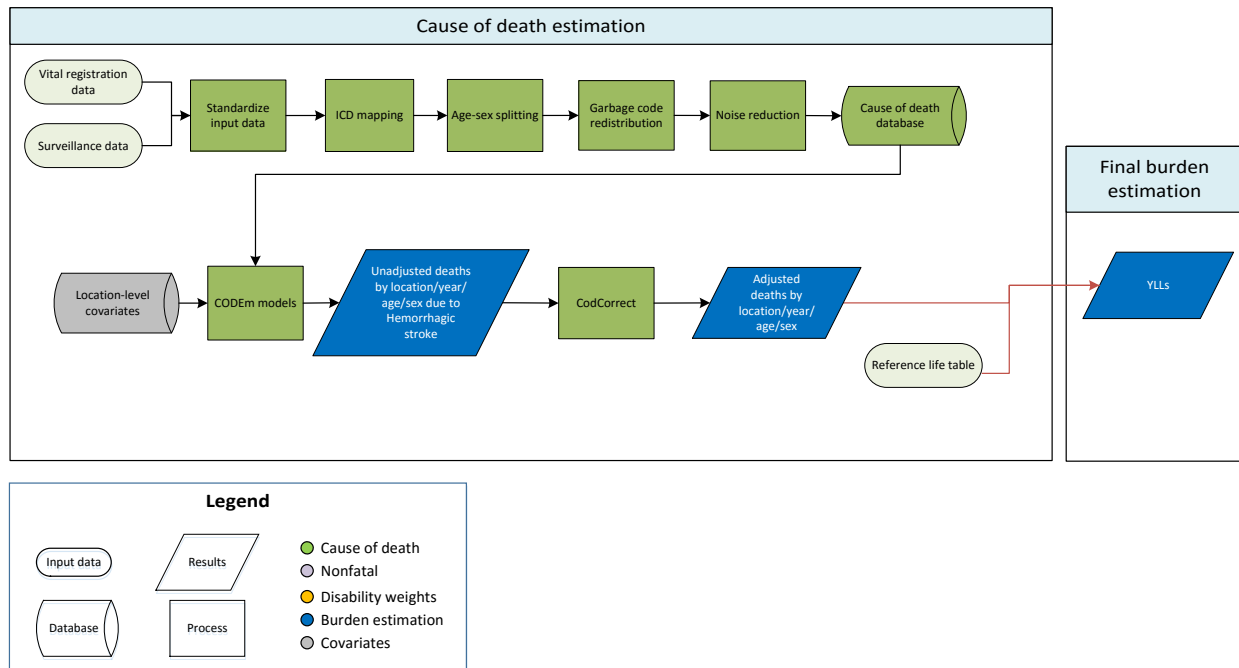 Cause of death estimation
Vital registration
data
Surveillance data
Standardize
input data
ICD mapping
Age-sex splitting
Garbage code
redistribution
Noise reduction
Cause of death
database
Final burden
estimation
Location-level
covariates
CODEm models
Unadjusted deaths
by location/year/
age/sex due to
Hemorrhagic
stroke
CodCorrect
Adjusted
deaths by
location/year/
age/sex
Reference life table
YLLs
Legend
Input data
Results
Database
Process
Cause of death
Nonfatal
Disability weights
Burden estimation
Covariates